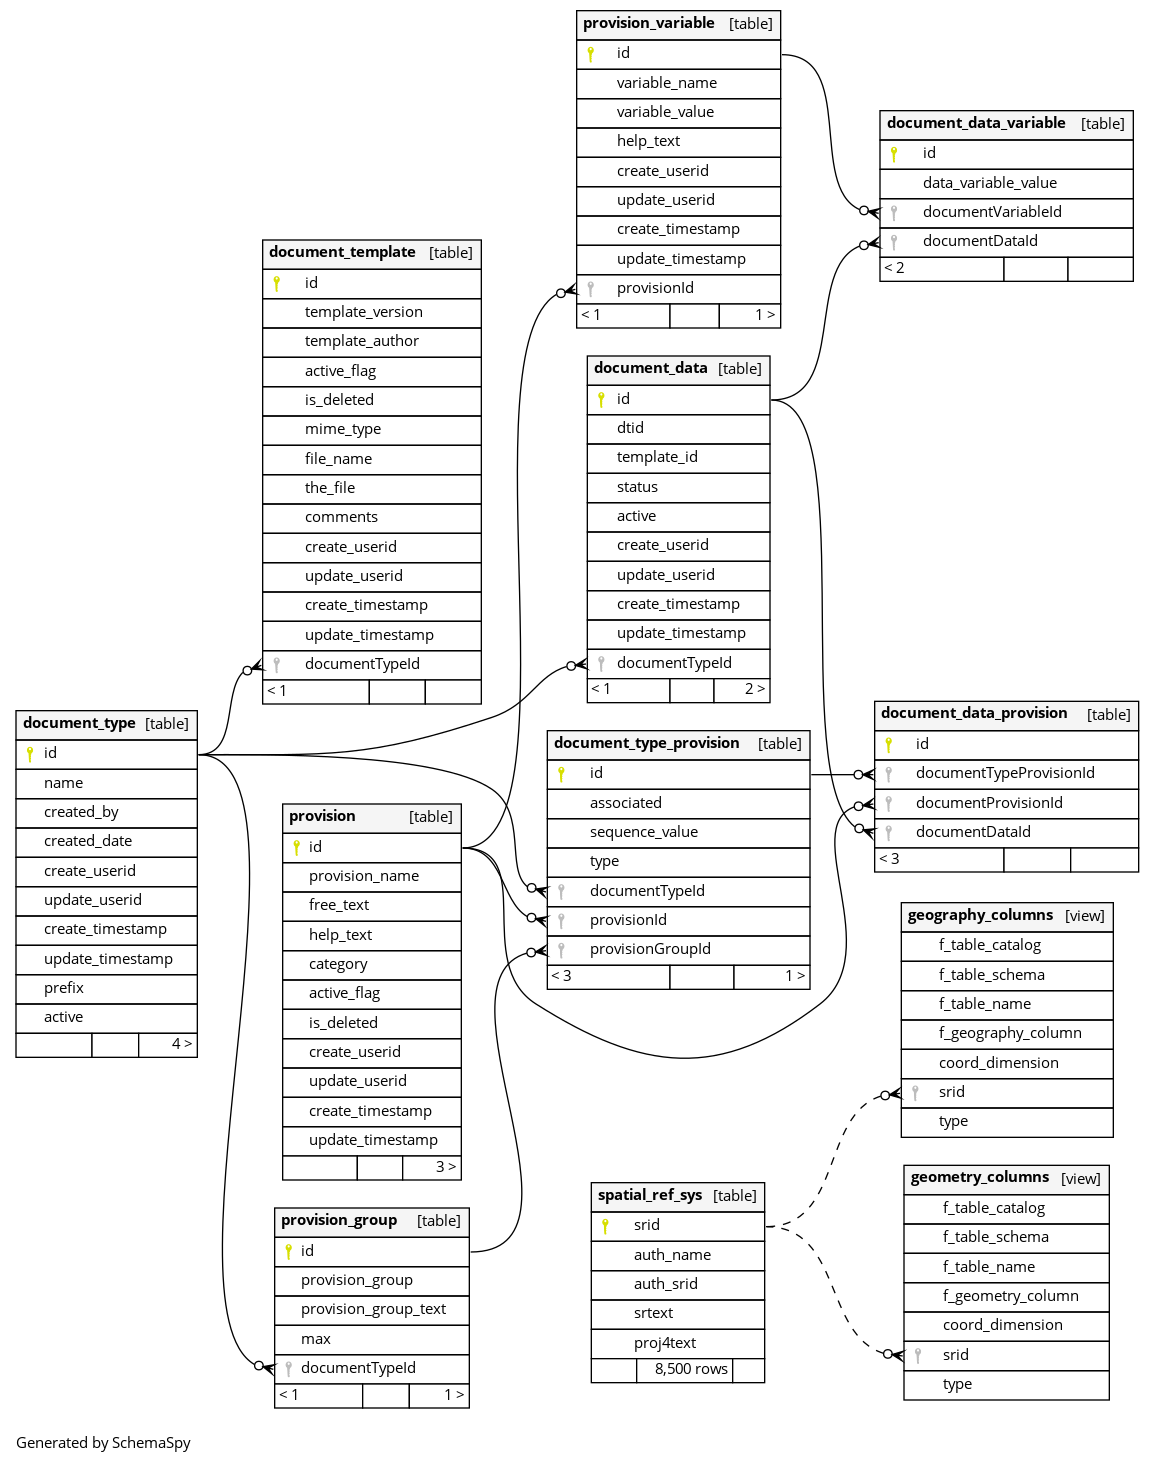 provision_variable [table]
id
variable_name
variable_value
help_text
create_userid
update_userid
create_timestamp
update_timestamp
provisionId
< 1 1 >
document_data_variable [table]
id
data_variable_value
documentVariableId
documentDataId
< 2
document_template [table]
id
template_version
template_author
active_flag
is_deleted
mime_type
file_name
the_file
comments
create_userid
update_userid
create_timestamp
update_timestamp
documentTypeId
< 1
document_data [table]
id
dtid
template_id
status
active
create_userid
update_userid
create_timestamp
update_timestamp
documentTypeId
< 1 2 >
document_type [table]
id
name
created_by
created_date
create_userid
update_userid
create_timestamp
update_timestamp
prefix
active
4 >
document_type_provision [table]
id
associated
sequence_value
type
documentTypeId
provisionId
provisionGroupId
< 3 1 >
document_data_provision [table]
id
documentTypeProvisionId
documentProvisionId
documentDataId
< 3
provision [table]
id
provision_name
free_text
help_text
category
active_flag
is_deleted
create_userid
update_userid
create_timestamp
update_timestamp
3 >
geography_columns [view]
f_table_catalog
f_table_schema
f_table_name
f_geography_column
coord_dimension
srid
type
provision_group [table]
id
provision_group
provision_group_text
max
documentTypeId
< 1 1 >
spatial_ref_sys [table]
srid
auth_name
auth_srid
srtext
proj4text
8,500 rows
geometry_columns [view]
f_table_catalog
f_table_schema
f_table_name
f_geometry_column
coord_dimension
srid
type
Generated by SchemaSpy